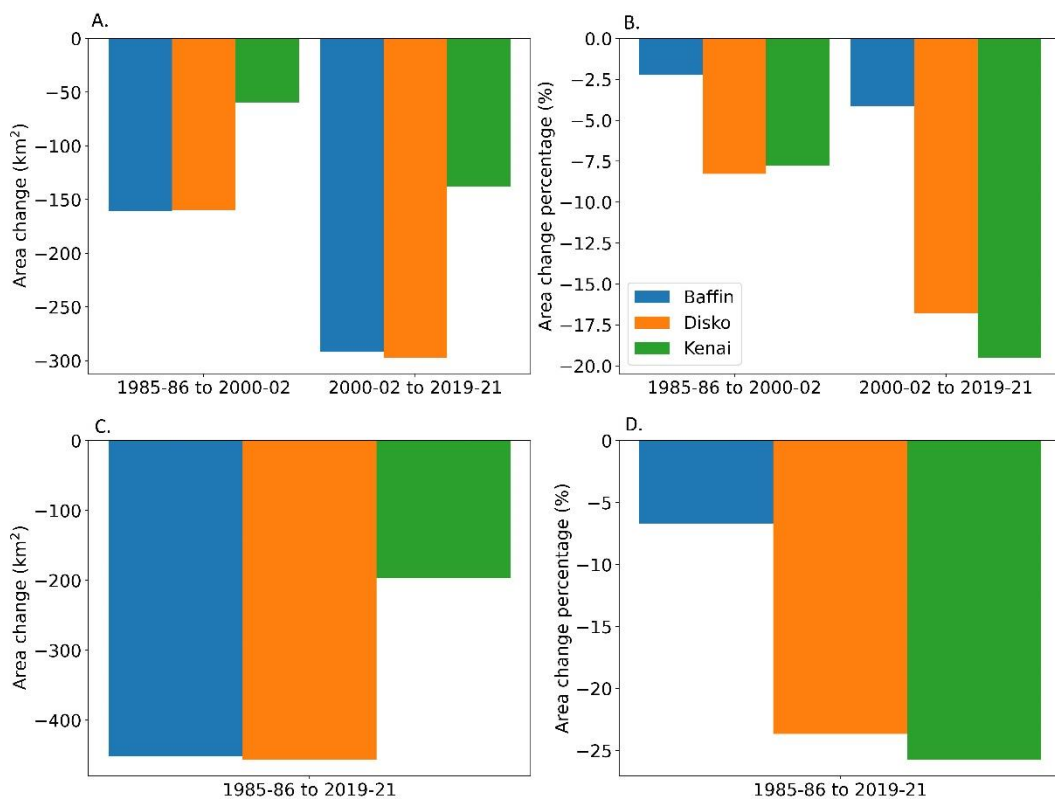 A.
Area change (km²)
0
−50
−100
−150
−200
−250
−300
1985-86 to 2000-02
2000-02 to 2019-21
B.
Area change percentage (%)
0.0
−2.5
−5.0
−7.5
−10.0
−12.5
−15.0
−17.5
−20.0
Baffin
Disko
Kenai
1985-86 to 2000-02
2000-02 to 2019-21
C.
Area change (km²)
0
−100
−200
−300
−400
1985-86 to 2019-21
D.
Area change percentage (%)
0
−5
−10
−15
−20
−25
1985-86 to 2019-21